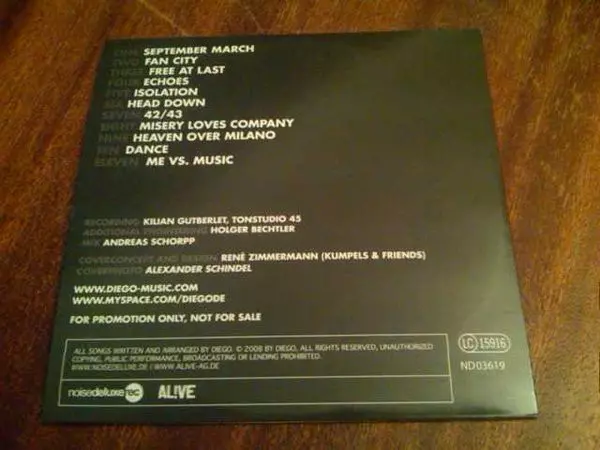 ONE SEPTEMBER MARCH
TWO FAN CITY
THREE FREE AT LAST
FOUR ECHOES
FIVE ISOLATION
SIX HEAD DOWN
SEVEN 42/43
EIGHT MISERY LOVES COMPANY
NINE HEAVEN OVER MILANO
TEN DANCE
ELEVEN ME VS. MUSIC
RECORDING KILIAN GUTBERLET, TONSTUDIO 45
ADDITIONAL ENGINEERING HOLGER BECHTLER
MIX ANDREAS SCHORPP
COVERCONCEPT AND DESIGN RENÉ ZIMMERMANN (KUMPELS & FRIENDS)
COVERPHOTO ALEXANDER SCHINDEL
WWW.DIEGO-MUSIC.COM
WWW.MYSPACE.COM/DIEGODE
FOR PROMOTION ONLY, NOT FOR SALE
ALL SONGS WRITTEN AND ARRANGED BY DIEGO. © 2008 BY DIEGO. ALL RIGHTS RESERVED, UNAUTHORIZED
COPYING, PUBLIC PERFORMANCE, BROADCASTING OR LENDING PROHIBITED.
WWW.NOISEDELUXE.DE | WWW.ALIVE-AG.DE
noisedeluxe rec AL!VE
LC 15916
ND03619